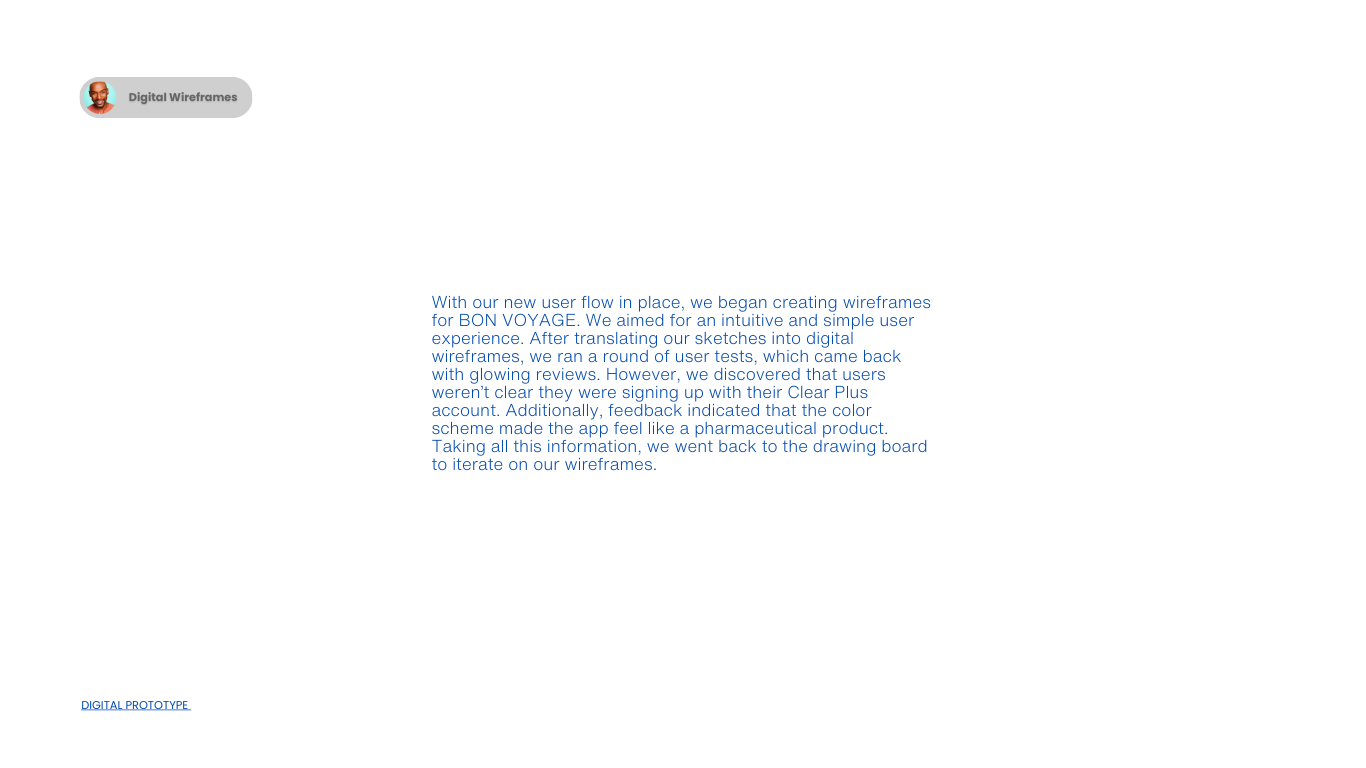 Digital Wireframes
With our new user flow in place, we began creating wireframes
for BON VOYAGE. We aimed for an intuitive and simple user
experience. After translating our sketches into digital
wireframes, we ran a round of user tests, which came back
with glowing reviews. However, we discovered that users
weren’t clear they were signing up with their Clear Plus
account. Additionally, feedback indicated that the color
scheme made the app feel like a pharmaceutical product.
Taking all this information, we went back to the drawing board
to iterate on our wireframes.
DIGITAL PROTOTYPE